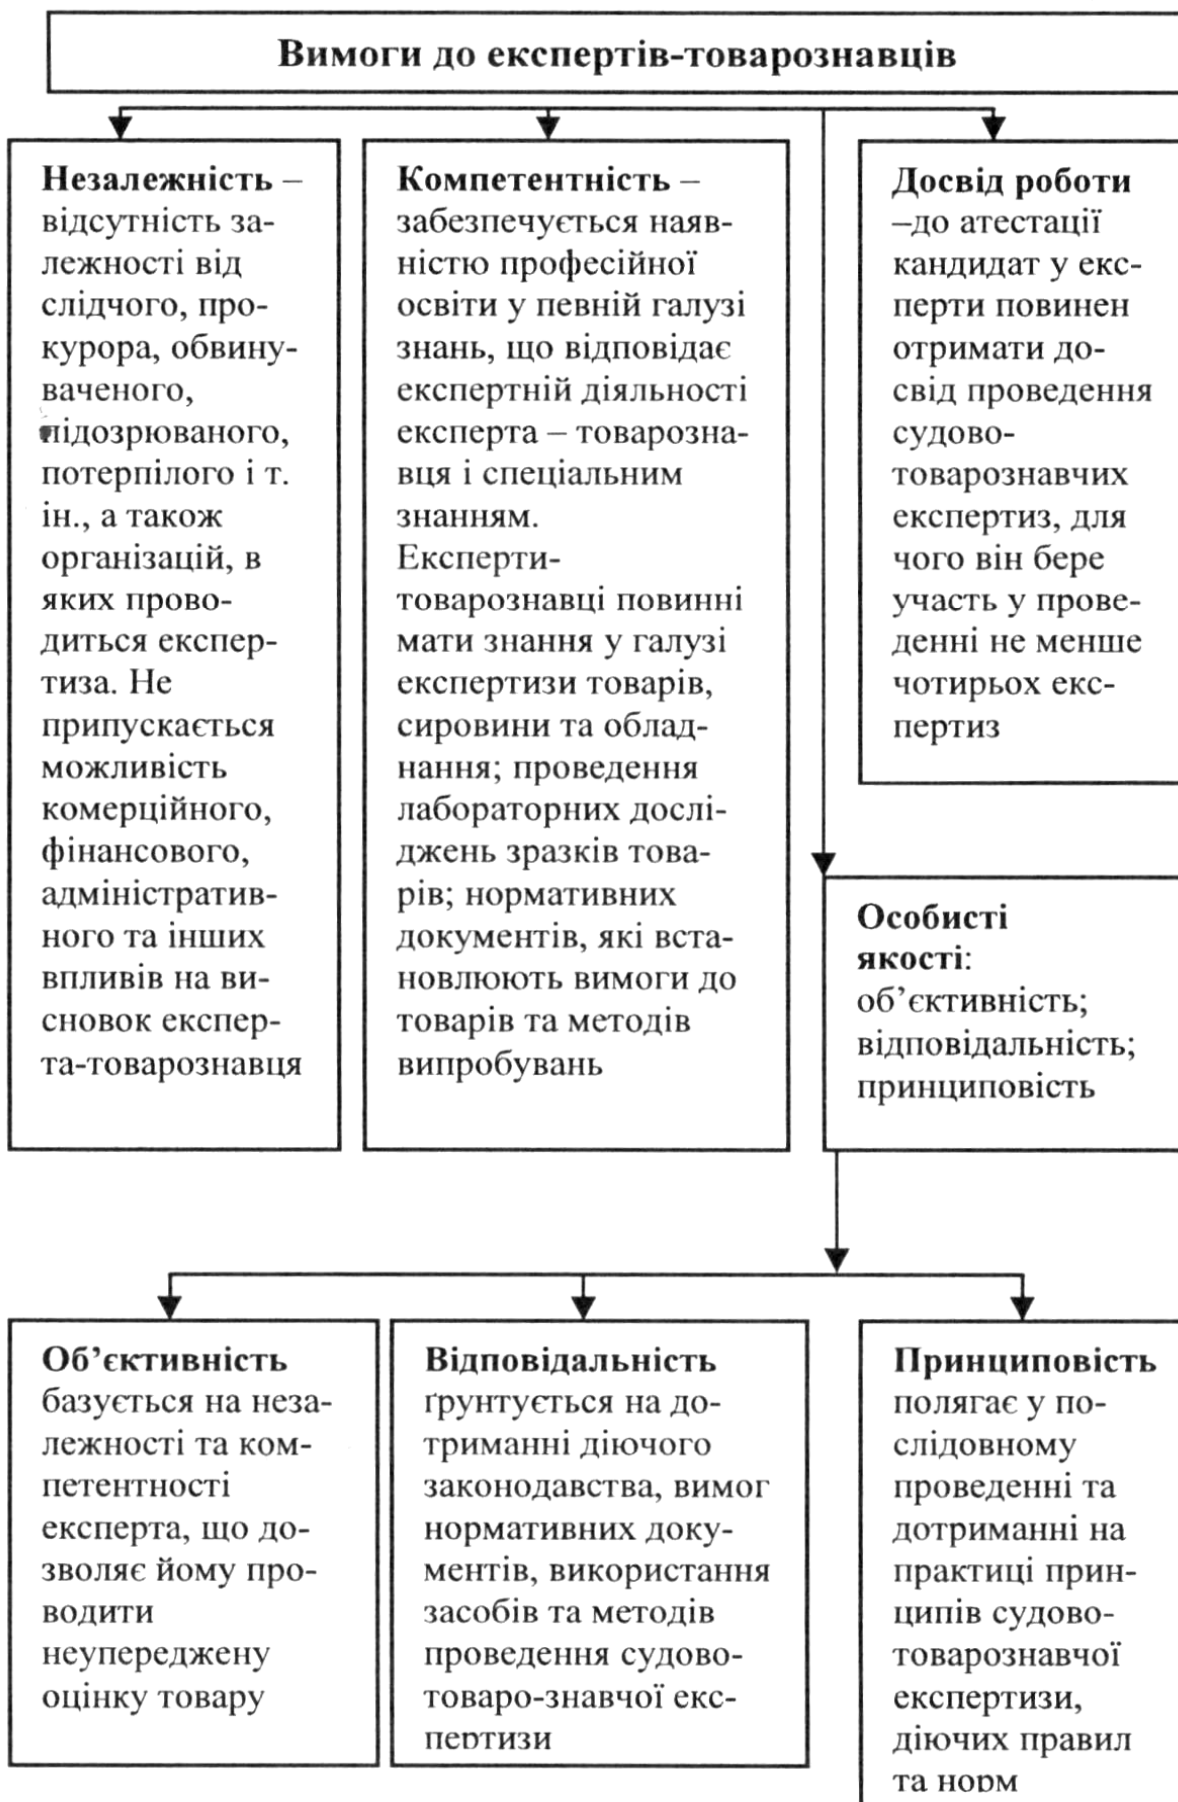 Вимоги до експертів-товарознавців
Незалежність –
відсутність за-
лежності від
слідчого, про-
курора, обвину-
ваченого,
підозрюваного,
потерпілого і т.
ін., а також
організацій, в
яких прово-
диться експер-
тиза. Не
припускається
можливість
комерційного,
фінансового,
адміністратив-
ного та інших
впливів на ви-
сновок експер-
та-товарознавця
Компетентність –
забезпечується наяв-
ністю професійної
освіти у певній галузі
знань, що відповідає
експертній діяльності
експерта – товарозна-
вця і спеціальним
знанням.
Експерти-
товарознавці повинні
мати знання у галузі
експертизи товарів,
сировини та облад-
нання; проведення
лабораторних дослі-
джень зразків това-
рів; нормативних
документів, які вста-
новлюють вимоги до
товарів та методів
випробувань
Досвід роботи
–до атестації
кандидат у екс-
перти повинен
отримати до-
свід проведення
судово-
товарознавчих
експертиз, для
чого він бере
участь у прове-
денні не менше
чотирьох екс-
пертиз
Особисті
якості:
об’єктивність;
відповідальність;
принциповість
Об’єктивність
базується на неза-
лежності та ком-
петентності
експерта, що до-
зволяє йому про-
водити
неупереджену
оцінку товару
Відповідальність
ґрунтується на до-
триманні діючого
законодавства, вимог
нормативних доку-
ментів, використання
засобів та методів
проведення судово-
товаро-знавчої екс-
пертизи
Принциповість
полягає у по-
слідовному
проведенні та
дотриманні на
практиці прин-
ципів судово-
товарознавчої
експертизи,
діючих правил
та норм